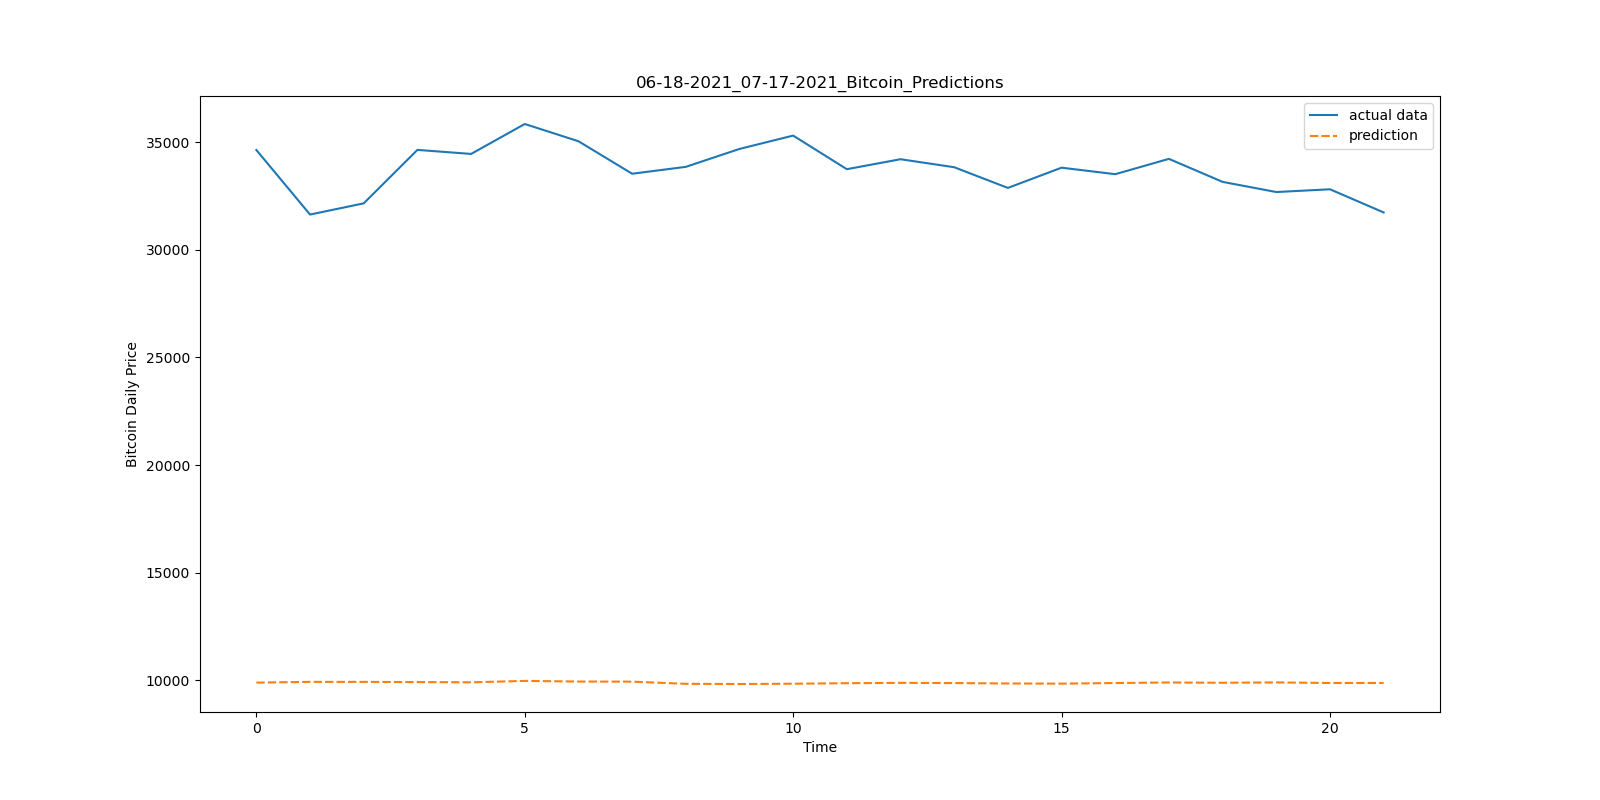 06-18-2021_07-17-2021_Bitcoin_Predictions
actual data
prediction
35000
30000
25000
20000
15000
10000
Bitcoin Daily Price
0 5 10 15 20
Time